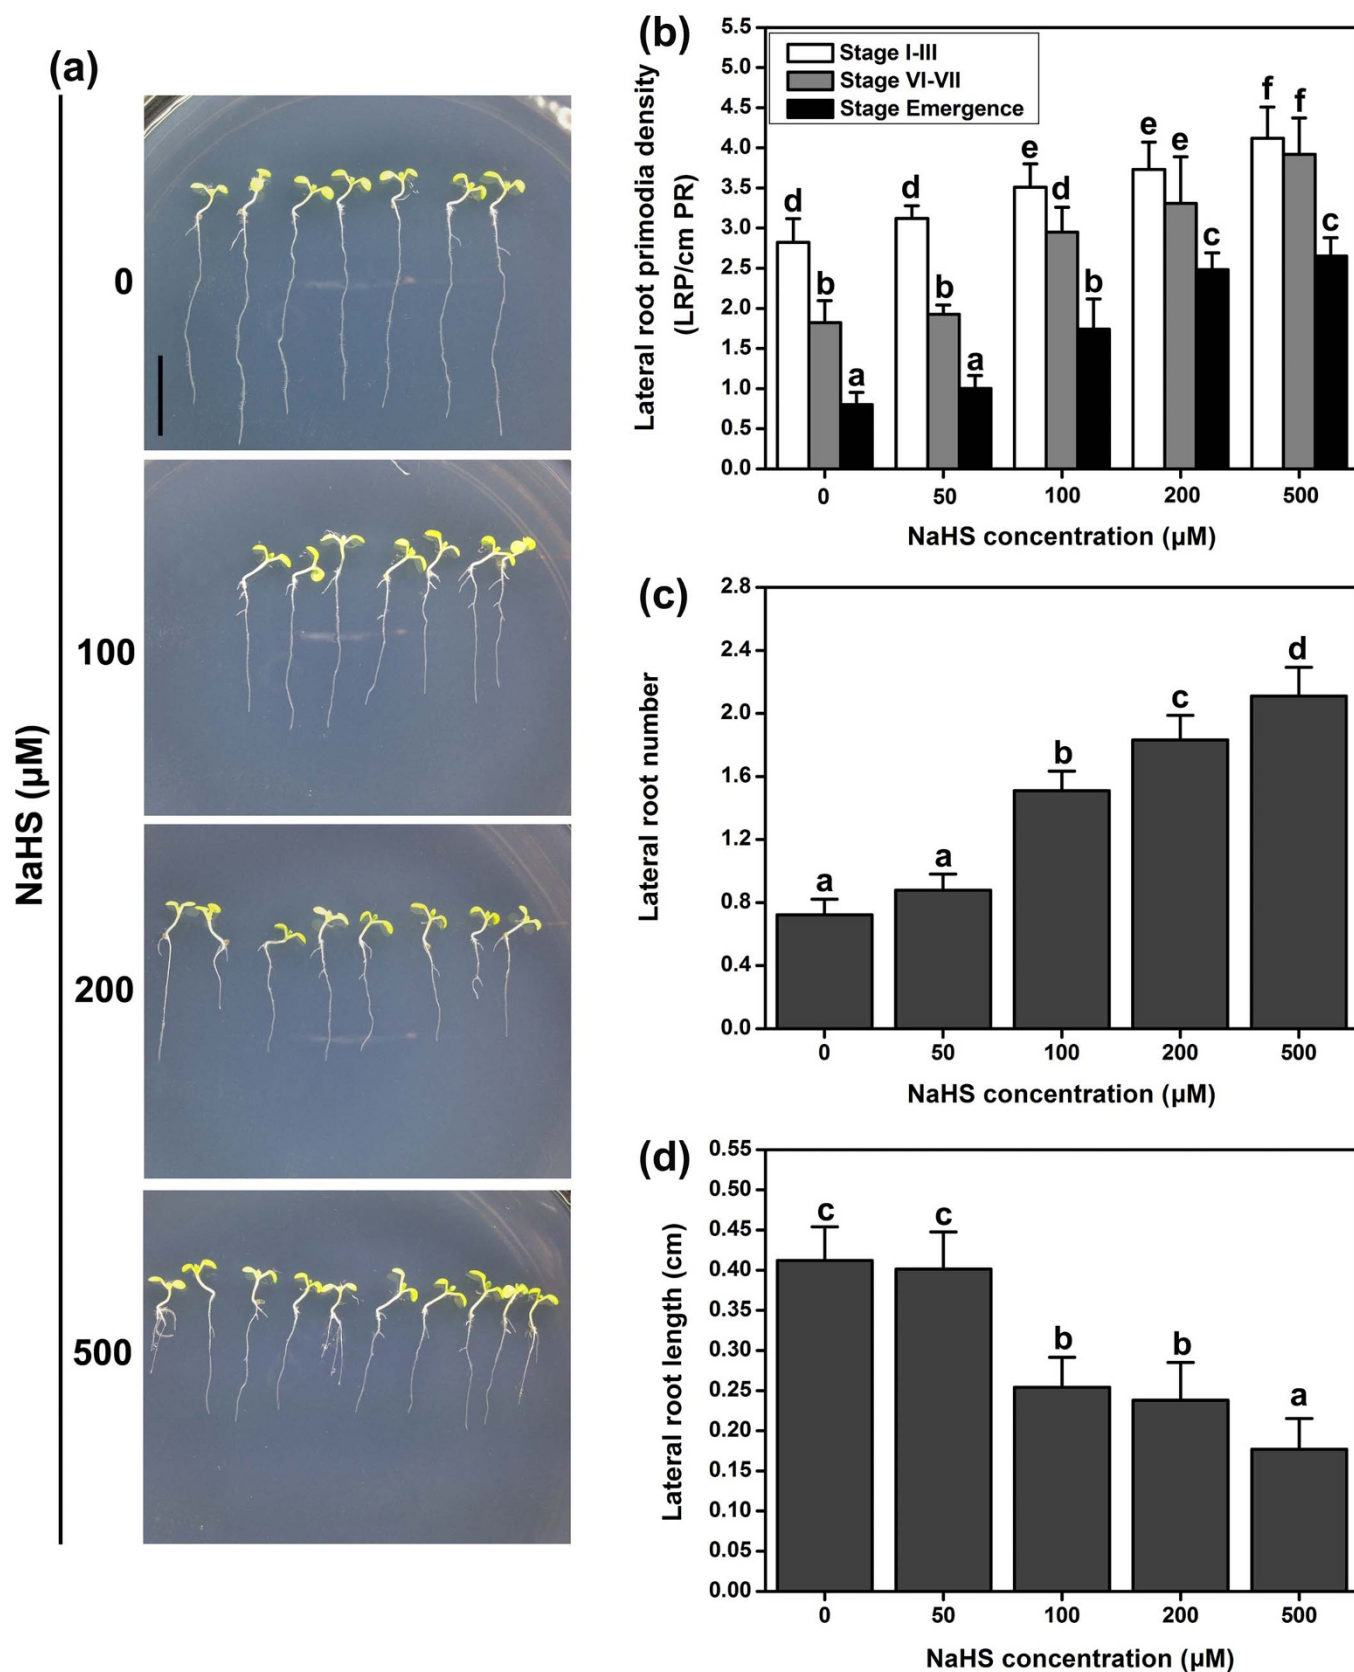 (a)
NaHS (µM)
0
100
200
500
(b)
Lateral root primodia density
(LRP/cm PR)
5.5
5.0
4.5
4.0
3.5
3.0
2.5
2.0
1.5
1.0
0.5
0.0
Stage I-III
Stage VI-VII
Stage Emergence
d b a
d b a
e d b
e e c
f f c
0 50 100 200 500
NaHS concentration (µM)
(c)
Lateral root number
2.8
2.4
2.0
1.6
1.2
0.8
0.4
0.0
a a b c d
0 50 100 200 500
NaHS concentration (µM)
(d)
Lateral root length (cm)
0.55
0.50
0.45
0.40
0.35
0.30
0.25
0.20
0.15
0.10
0.05
0.00
c c b b a
0 50 100 200 500
NaHS concentration (µM)